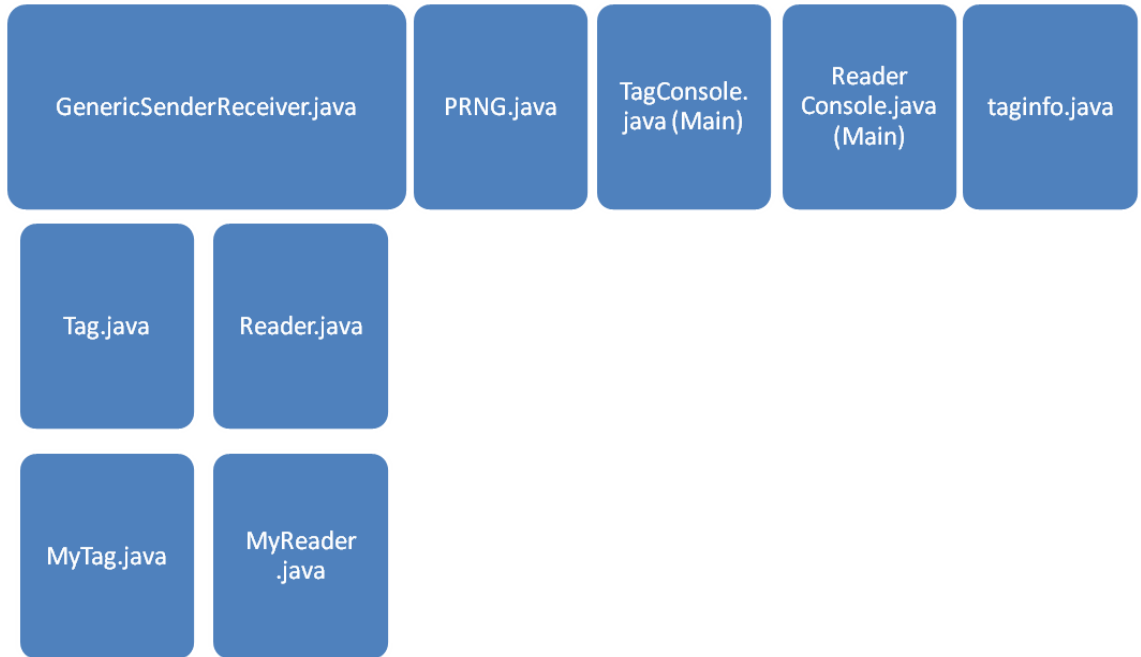 GenericSenderReceiver.java
PRNG.java
TagConsole.
java (Main)
Reader
Console.java
(Main)
taginfo.java
Tag.java
Reader.java
MyTag.java
MyReader
.java